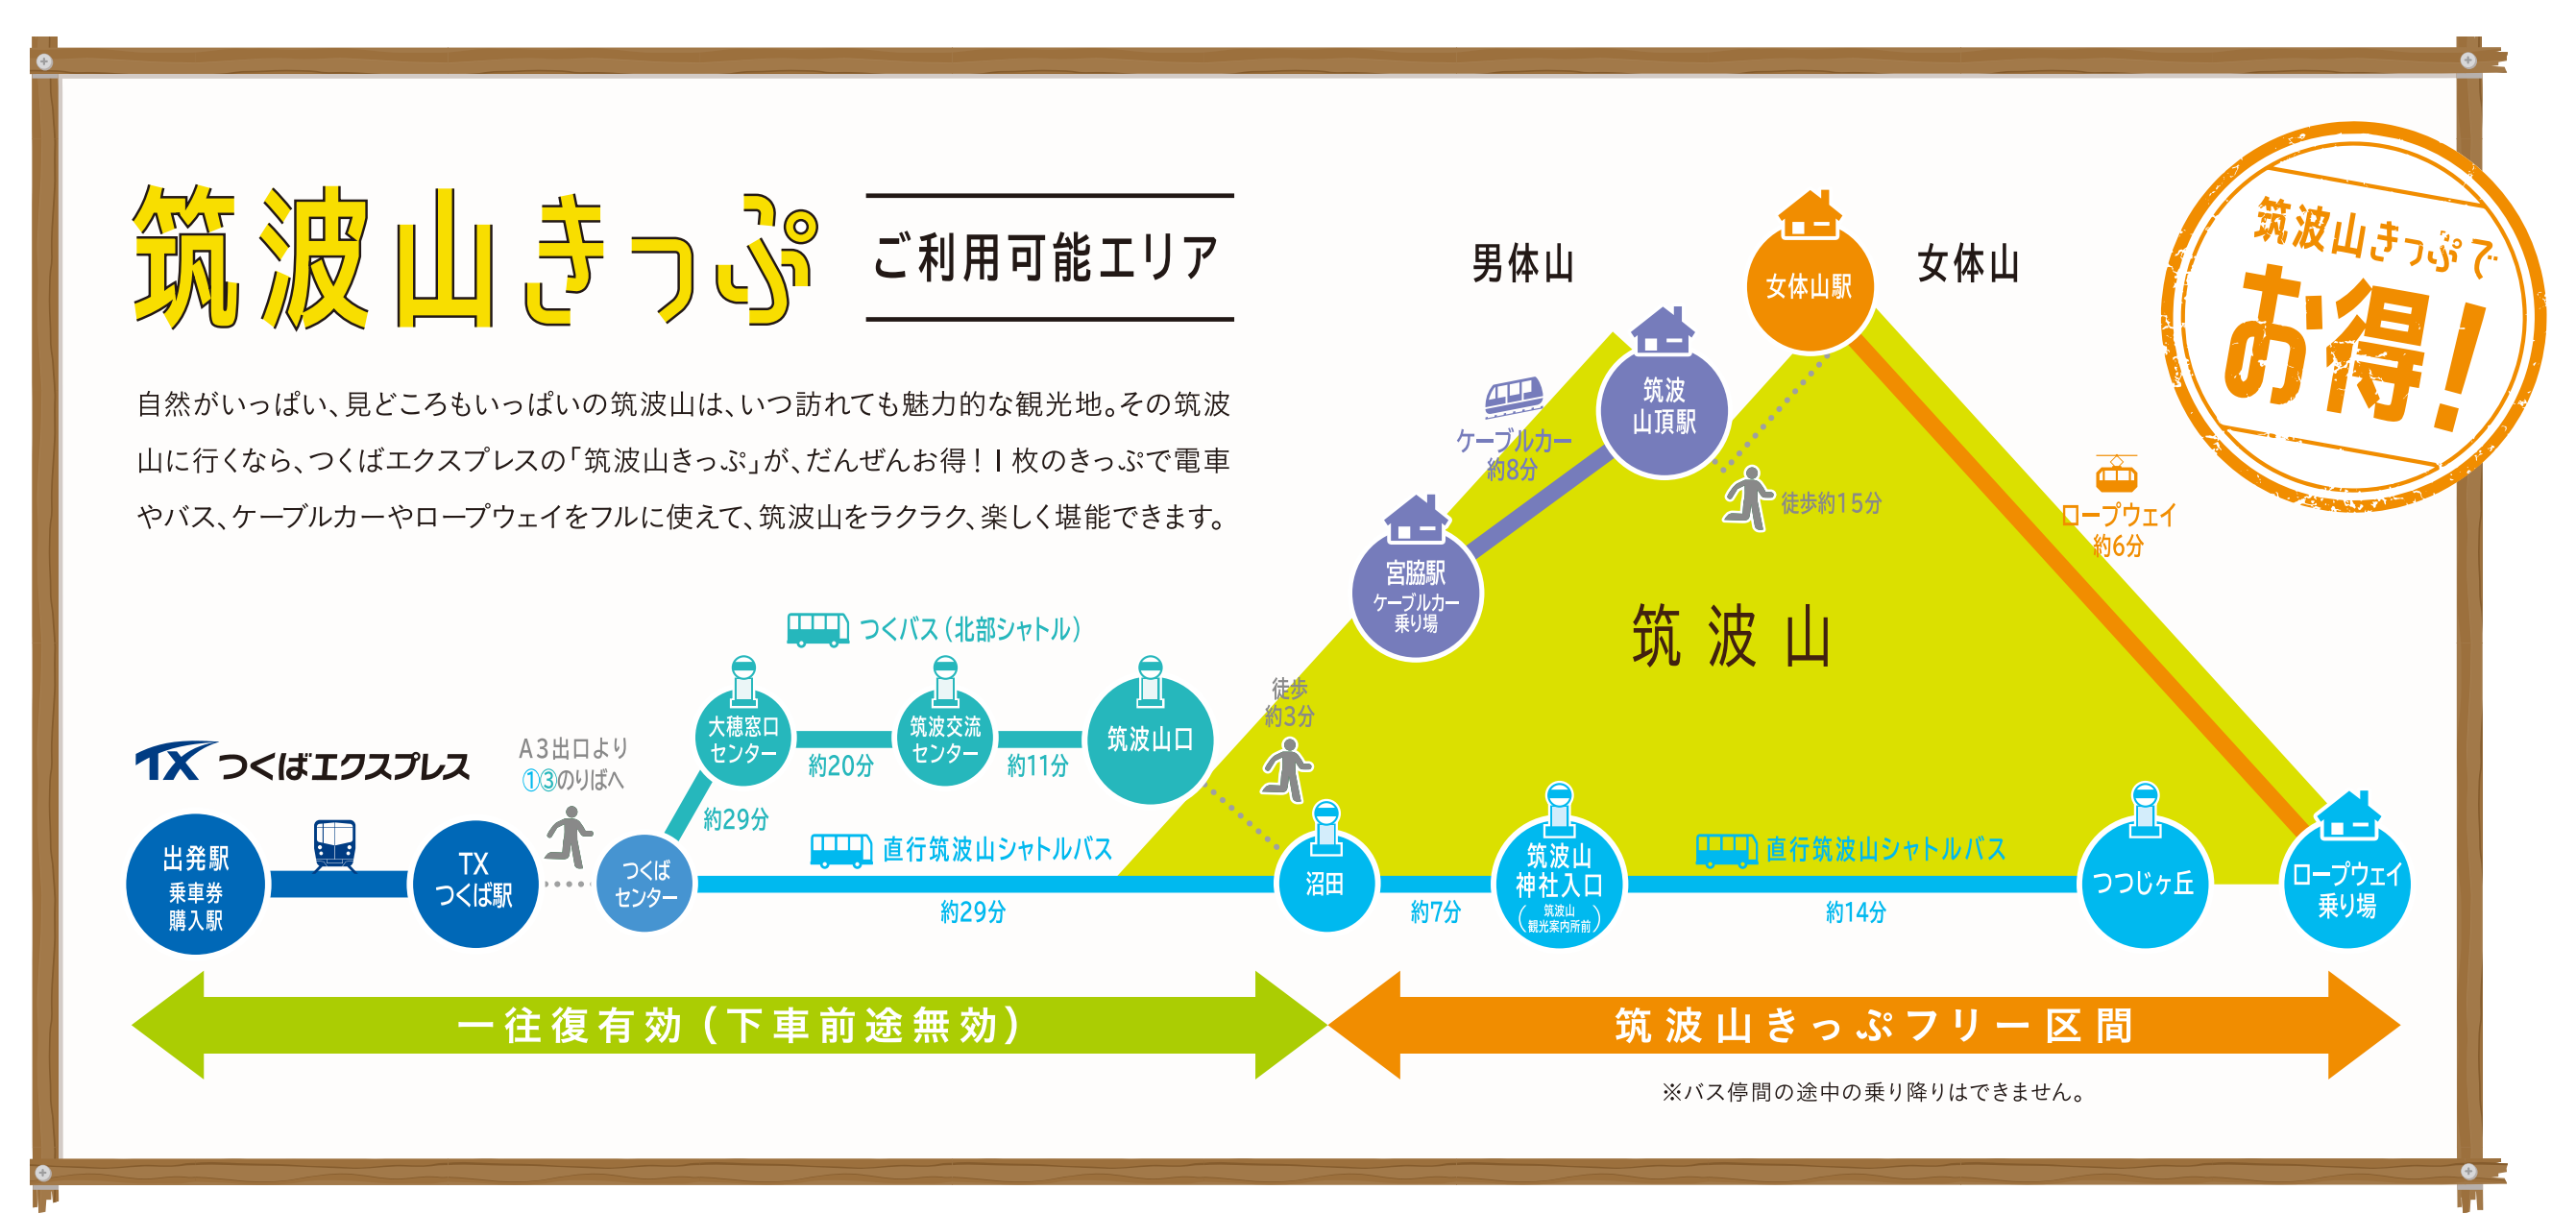 筑波山きっぷ
ご利用可能エリア
自然がいっぱい、見どころもいっぱいの筑波山は、いつ訪れても魅力的な観光地。その筑波
山に行くなら、つくばエクスプレスの「筑波山きっぷ」が、だんぜんお得！1枚のきっぷで電車
やバス、ケーブルカーやロープウェイをフルに使えて、筑波山をラクラク、楽しく堪能できます。
筑波山きっぷで
お得！
男体山
女体山
女体山駅
筑波
山頂駅
ケーブルカー
約8分
徒歩約15分
ロープウェイ
約6分
宮脇駅
ケーブルカー
乗り場
筑波山
つくバス（北部シャトル）
大穂窓口
センター
約20分
筑波交流
センター
約11分
筑波山口
徒歩
約3分
TX つくばエクスプレス
A3出口より
①③のりばへ
約29分
直行筑波山シャトルバス
直行筑波山シャトルバス
出発駅
乗車券
購入駅
TX
つくば駅
つくば
センター
約29分
沼田
約7分
筑波山
神社入口
（筑波山
観光案内所前）
約14分
つつじヶ丘
ロープウェイ
乗り場
一往復有効（下車前途無効）
筑波山きっぷフリー区間
※バス停間の途中の乗り降りはできません。